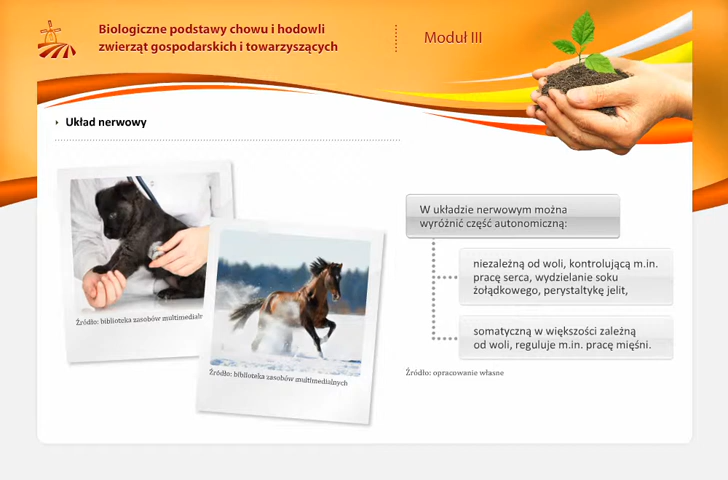 Biologiczne podstawy chowu i hodowli
zwierząt gospodarskich i towarzyszących
Moduł III
Układ nerwowy
Źródło: biblioteka zasobów multimedialn
Źródło: biblioteka zasobów multimedialnych
W układzie nerwowym można
wyróżnić część autonomiczną:
niezależną od woli, kontrolującą m.in.
pracę serca, wydzielanie soku
żołądkowego, perystaltykę jelit,
somatyczną w większości zależną
od woli, reguluje m.in. pracę mięśni.
Źródło: opracowanie własne